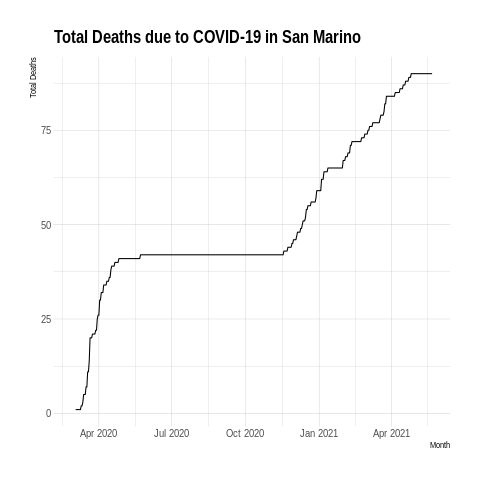 Total Deaths due to COVID-19 in San Marino
Total Deaths
75
50
25
0
Apr 2020 Jul 2020 Oct 2020 Jan 2021 Apr 2021
Month